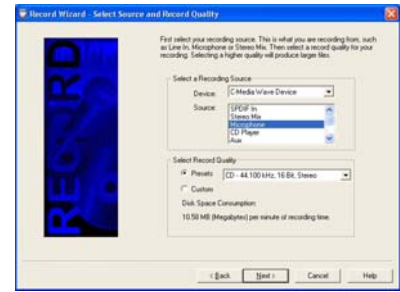 Record Wizard - Select Source and Record Quality
First select your recording source. This is what you are recording from, such
as Line In, Microphone or Stereo Mix. Then select a record quality for your
recording. Selecting a higher quality will produce larger files.
Select a Recording Source
Device: C-Media Wave Device
Source: SPDIF In
Stereo Mix
Microphone
CD Player
Aux
Select Record Quality
Presets CD - 44.100 kHz, 16 Bit, Stereo
Custom
Disk Space Consumption:
10.58 MB (Megabytes) per minute of recording time.
RECORD
< Back Next > Cancel Help